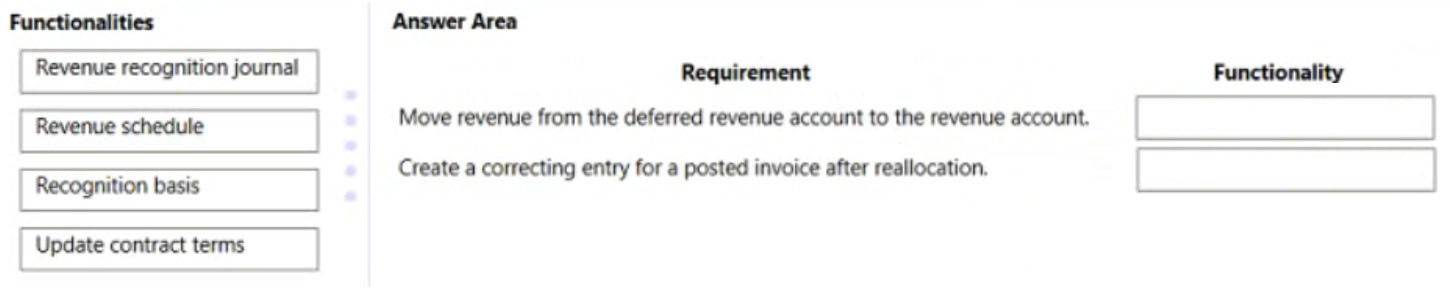 Functionalities
Revenue recognition journal
Revenue schedule
Recognition basis
Update contract terms
Answer Area
Requirement Functionality
Move revenue from the deferred revenue account to the revenue account.
Create a correcting entry for a posted invoice after reallocation.